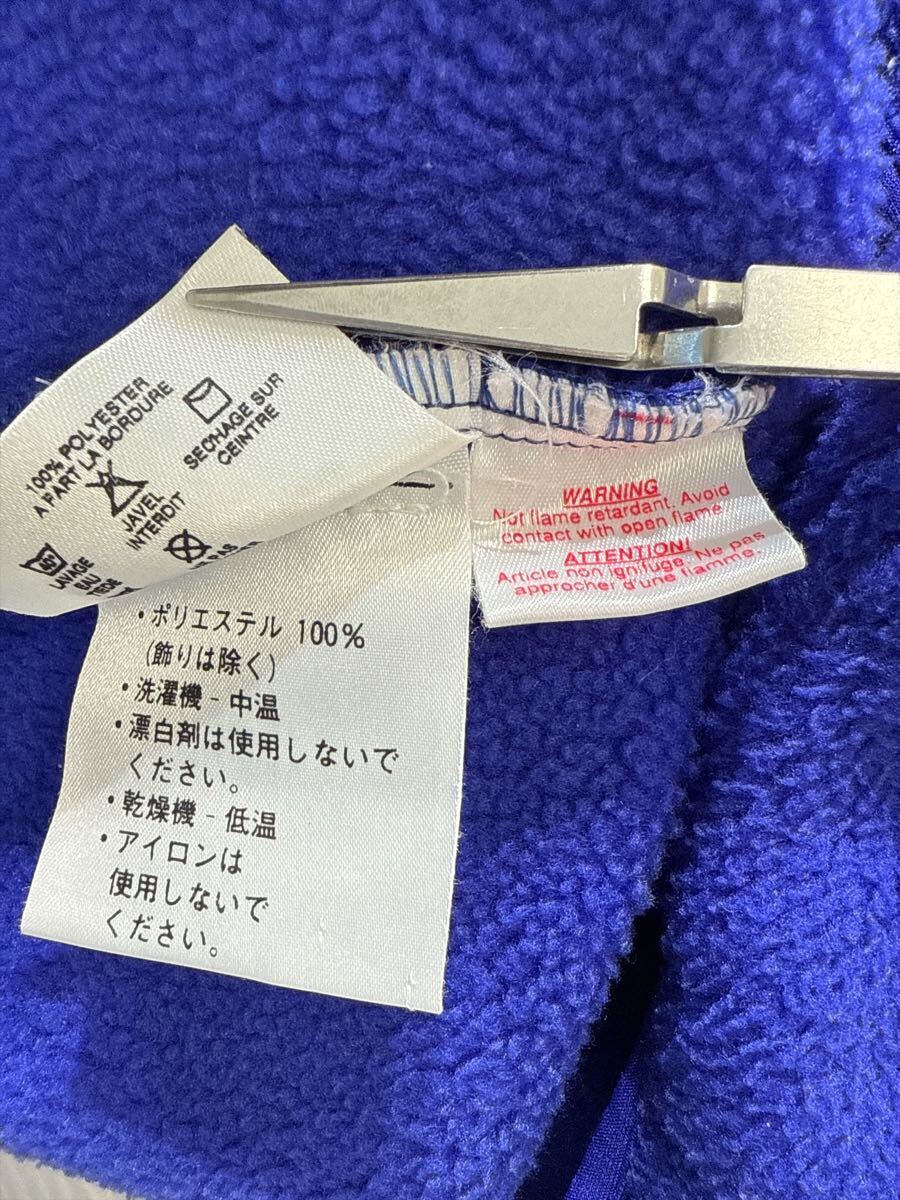 100% POLYESTER
A PART LA BORDURE
JAVEL
INTERDIT
SECHAGE SUR
CEINTRE
LAVAGE
PAS
WARNING
Not flame retardant. Avoid
contact with open flame
ATTENTION!
Article non ignifuge. Ne pas
approcher d'une flamme.
・ポリエステル 100%
(飾りは除く)
・洗濯機 - 中温
・漂白剤は使用しないで
ください。
・乾燥機 - 低温
・アイロンは
使用しないで
ください。